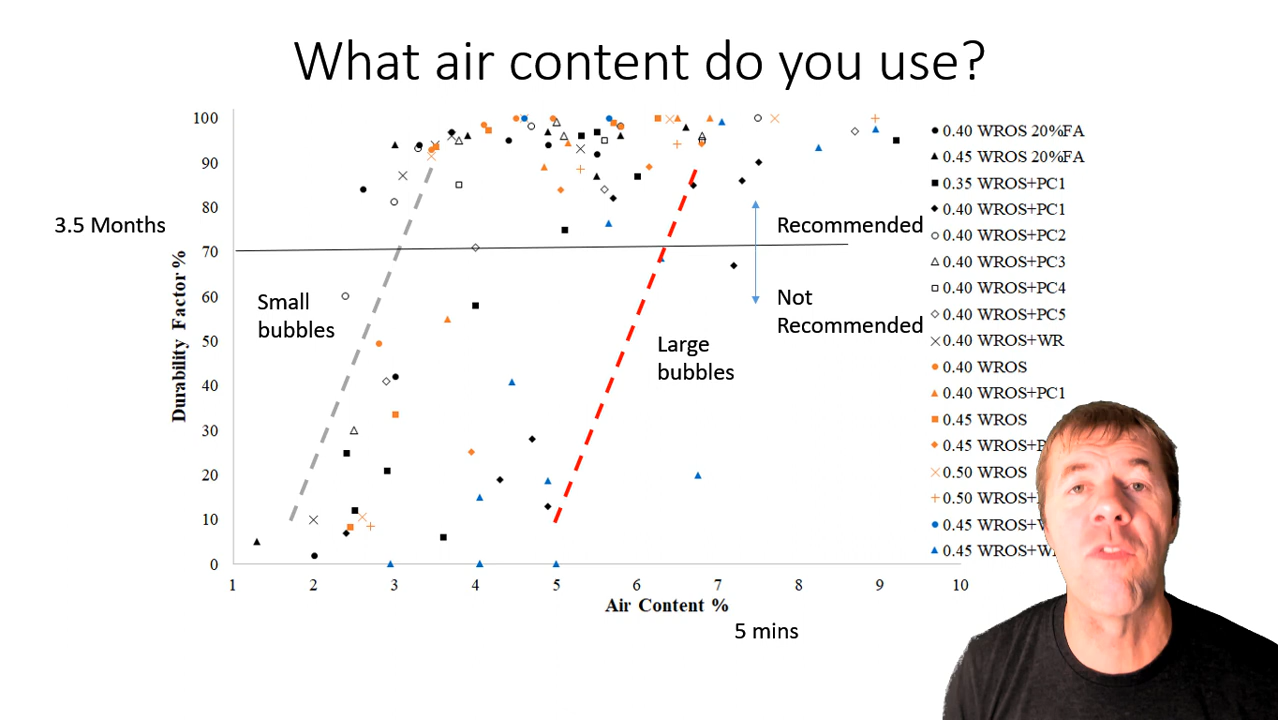 What air content do you use?
100
90
80
70
60
50
40
30
20
10
0
Durability Factor %
3.5 Months
Small
bubbles
Large
bubbles
Recommended
Not
Recommended
1 2 3 4 5 6 7 8 9 10
Air Content %
5 mins
0.40 WROS 20%FA
0.45 WROS 20%FA
0.35 WROS+PC1
0.40 WROS+PC1
0.40 WROS+PC2
0.40 WROS+PC3
0.40 WROS+PC4
0.40 WROS+PC5
0.40 WROS+WR
0.40 WROS
0.40 WROS+PC1
0.45 WROS
0.45 WROS+P
0.50 WROS
0.50 WROS+
0.45 WROS+W
0.45 WROS+W